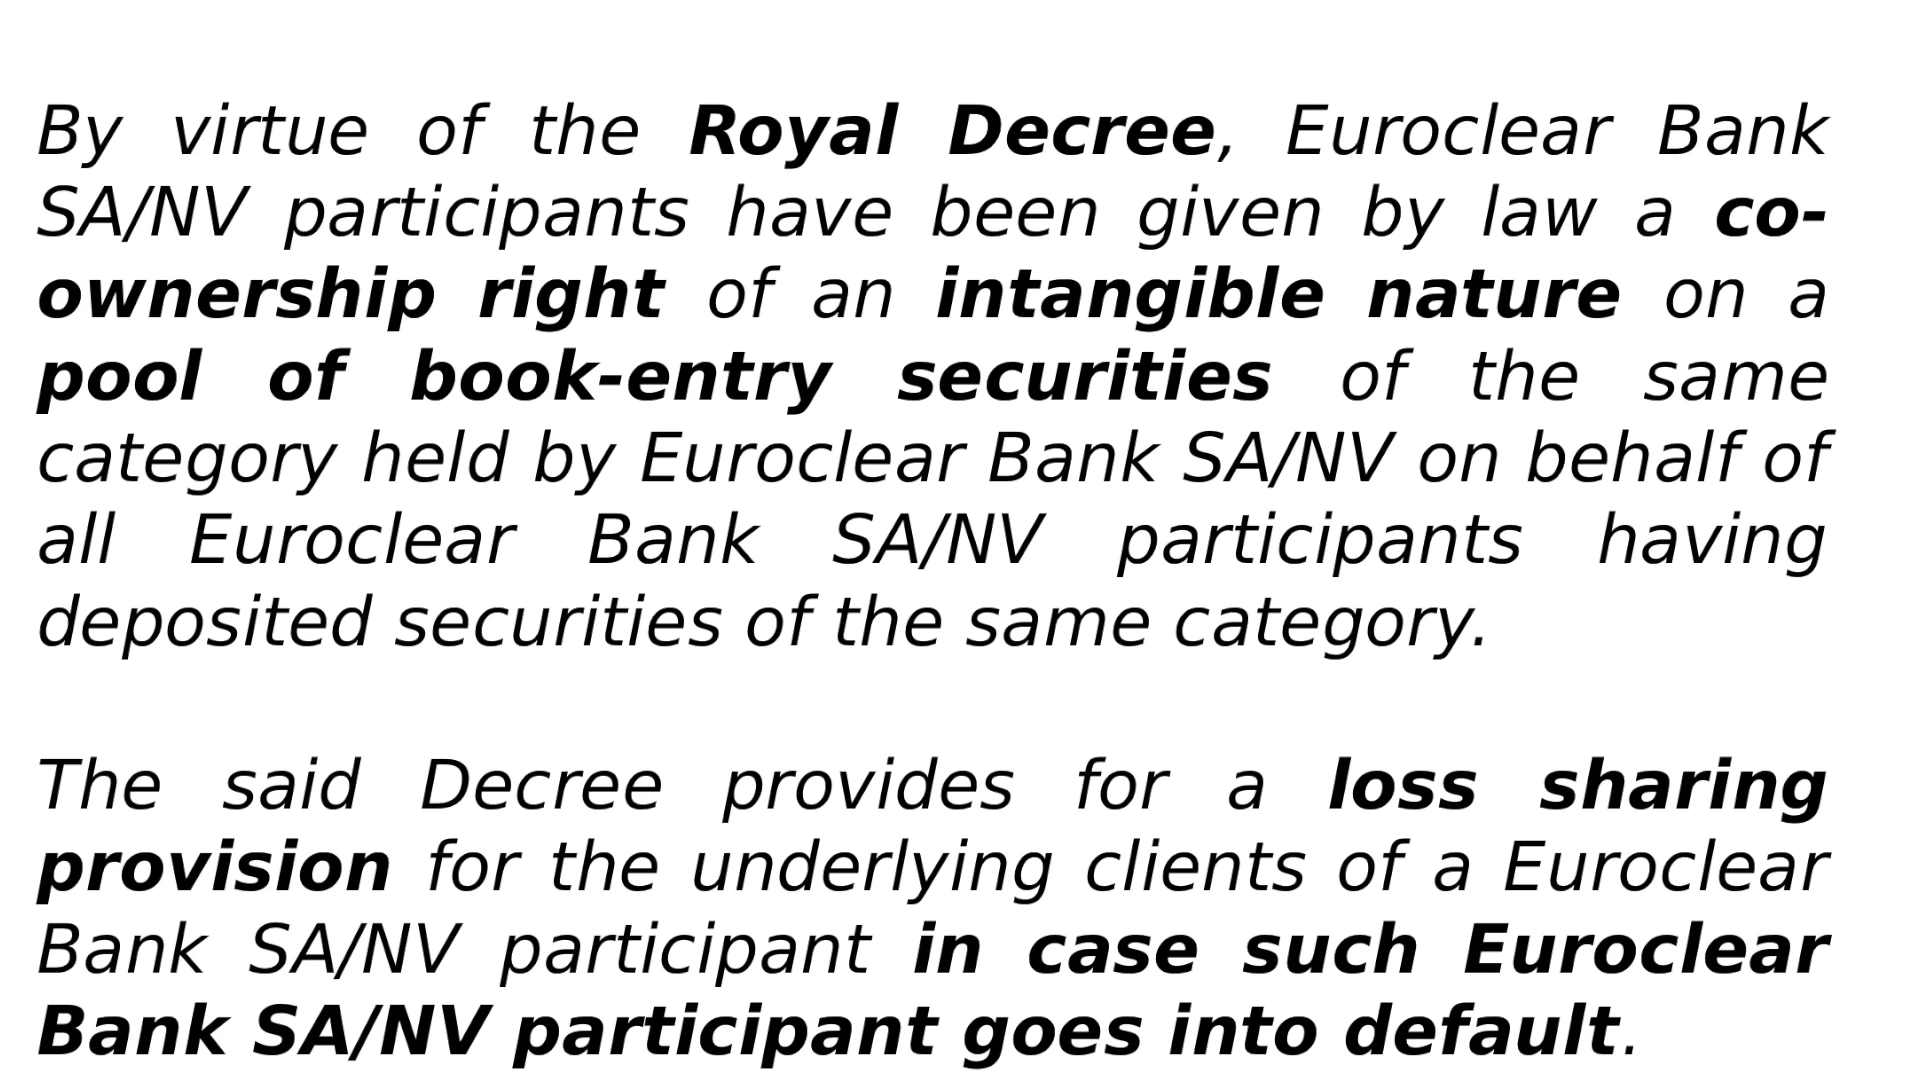 By virtue of the Royal Decree, Euroclear Bank
SA/NV participants have been given by law a co-
ownership right of an intangible nature on a
pool of book-entry securities of the same
category held by Euroclear Bank SA/NV on behalf of
all Euroclear Bank SA/NV participants having
deposited securities of the same category.
The said Decree provides for a loss sharing
provision for the underlying clients of a Euroclear
Bank SA/NV participant in case such Euroclear
Bank SA/NV participant goes into default.